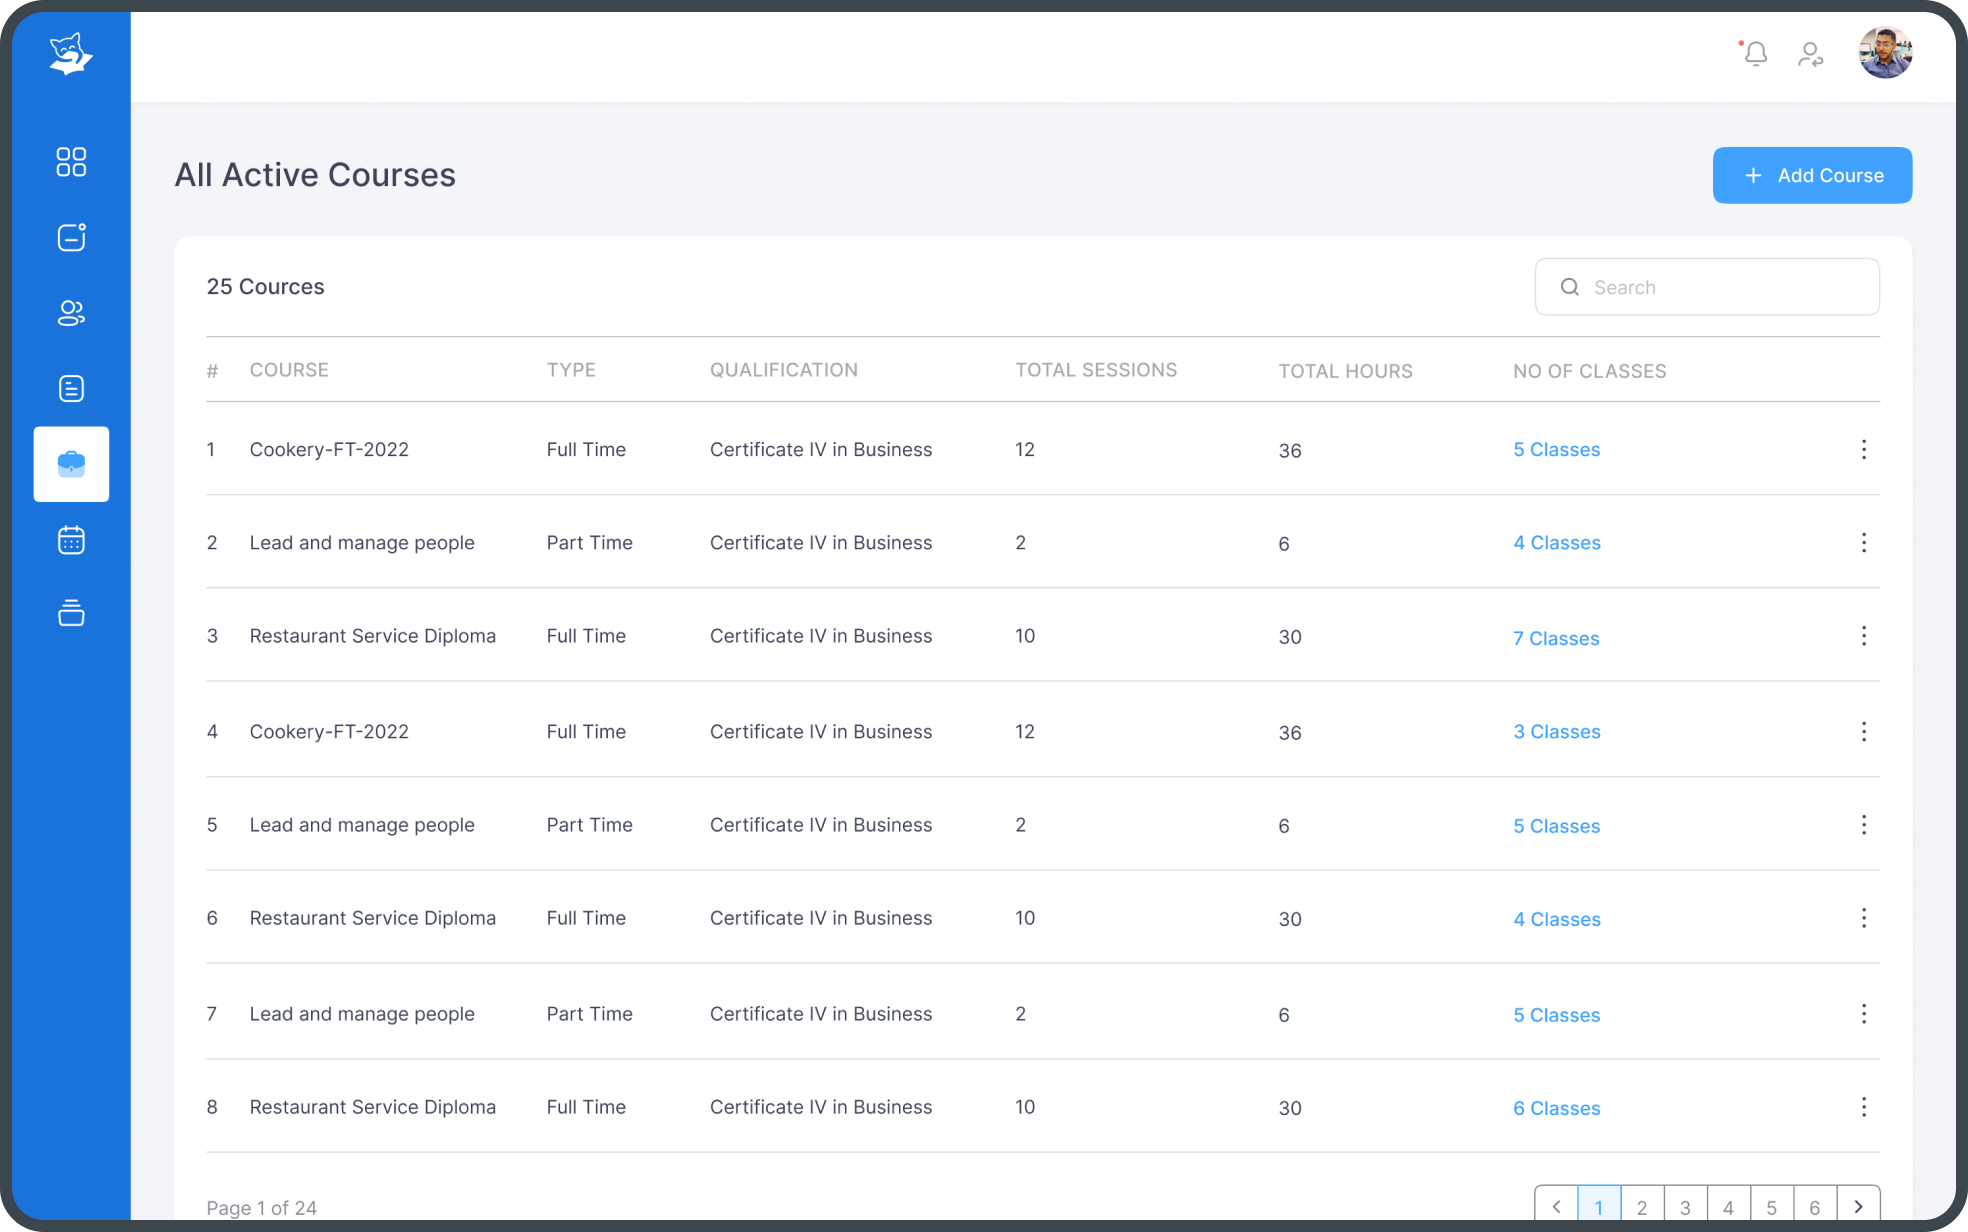 All Active Courses
+ Add Course
25 Cources
Search
# COURSE TYPE QUALIFICATION TOTAL SESSIONS TOTAL HOURS NO OF CLASSES
1 Cookery-FT-2022 Full Time Certificate IV in Business 12 36 5 Classes
2 Lead and manage people Part Time Certificate IV in Business 2 6 4 Classes
3 Restaurant Service Diploma Full Time Certificate IV in Business 10 30 7 Classes
4 Cookery-FT-2022 Full Time Certificate IV in Business 12 36 3 Classes
5 Lead and manage people Part Time Certificate IV in Business 2 6 5 Classes
6 Restaurant Service Diploma Full Time Certificate IV in Business 10 30 4 Classes
7 Lead and manage people Part Time Certificate IV in Business 2 6 5 Classes
8 Restaurant Service Diploma Full Time Certificate IV in Business 10 30 6 Classes
Page 1 of 24
< 1 2 3 4 5 6 >